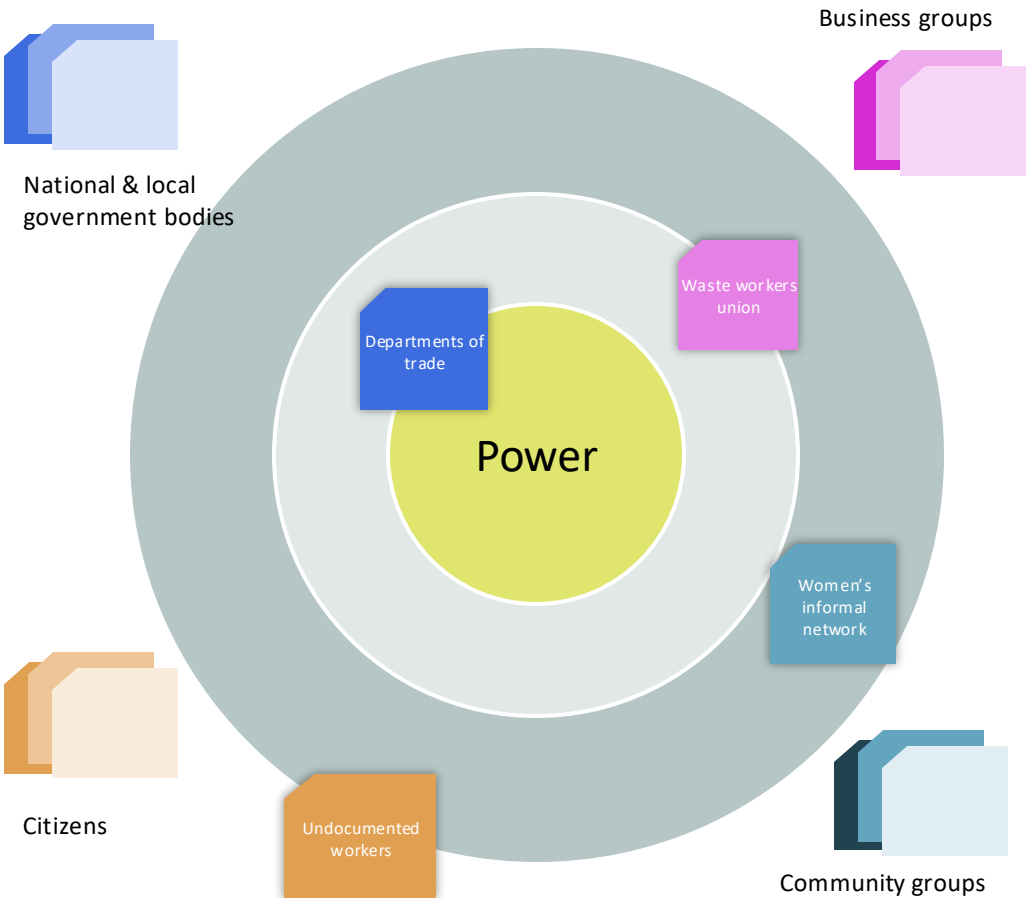 Business groups
National & local
government bodies
Waste workers
union
Departments of
trade
Power
Women’s
informal
network
Undocumented
workers
Citizens
Community groups